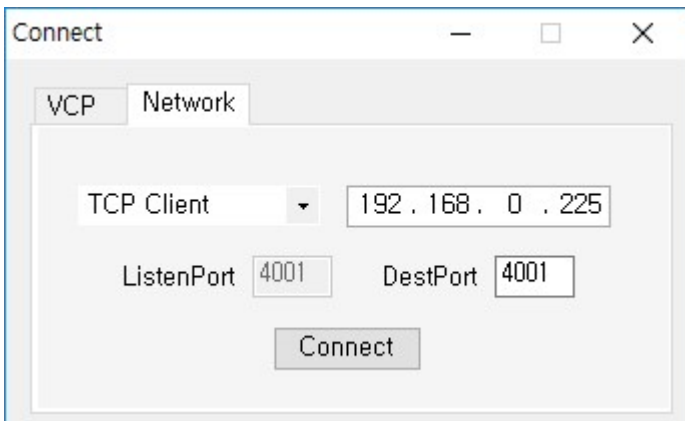 Connect
VCP Network
TCP Client 192 . 168 . 0 . 225
ListenPort 4001 DestPort 4001
Connect